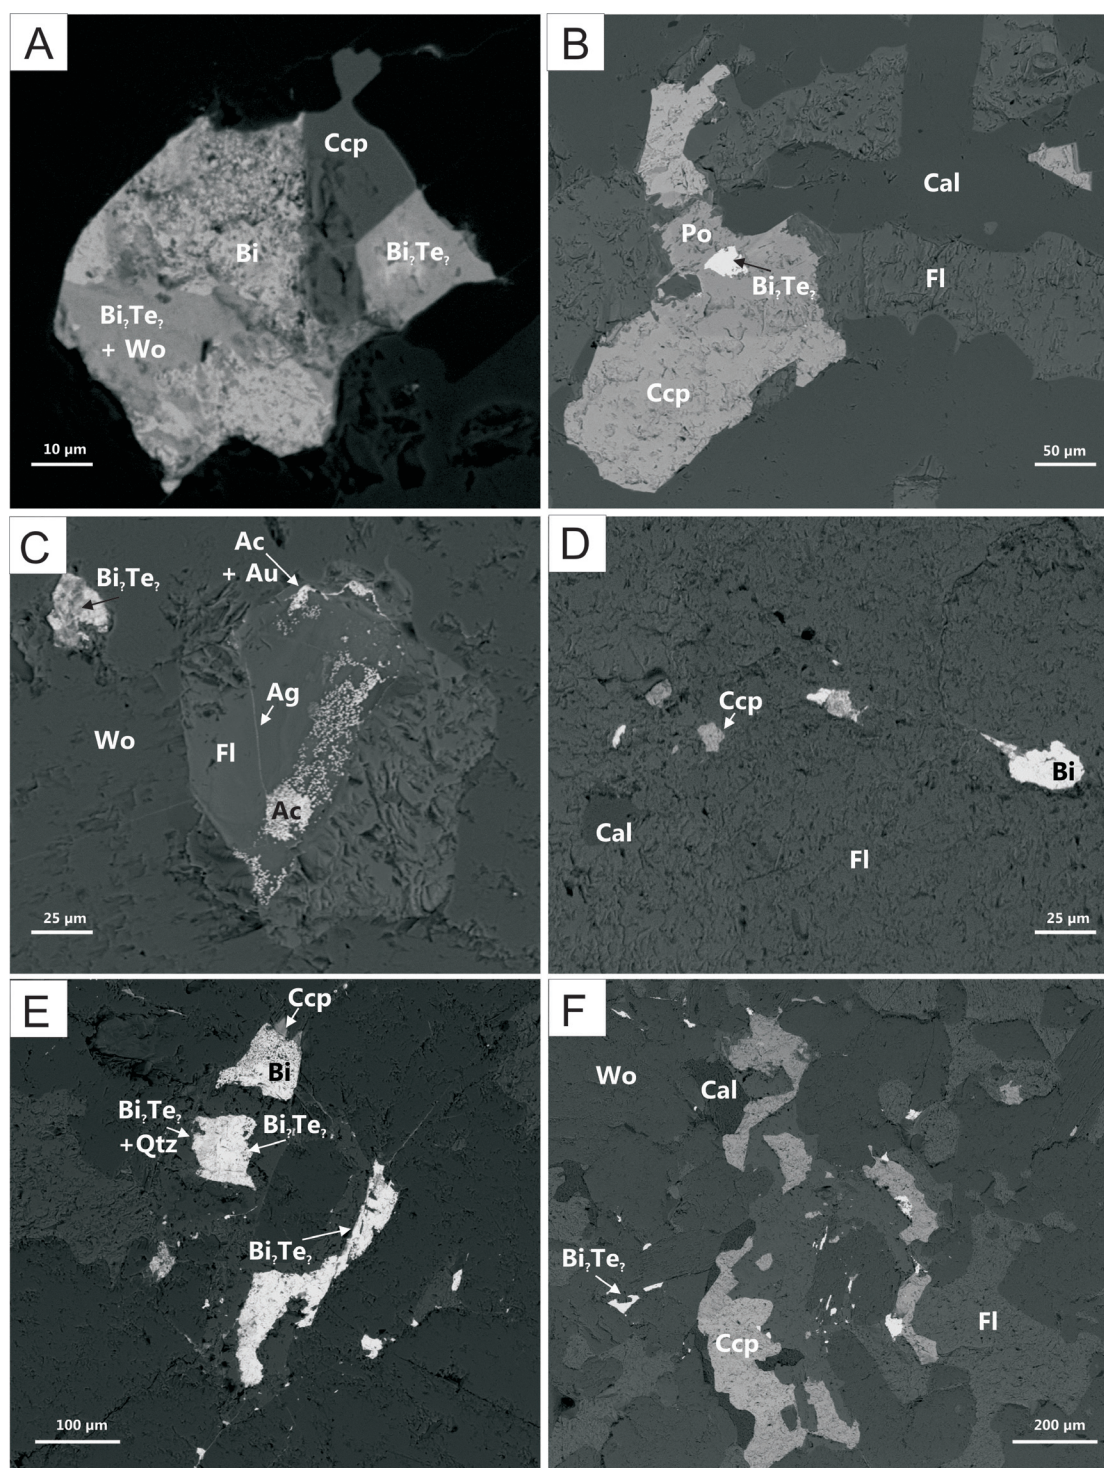 A
Ccp
Bi
Bi?Te?
Bi?Te?
+ Wo
10 µm
B
Cal
Po
Fl
Bi?Te?
Ccp
50 µm
C
Ac
+ Au
Bi?Te?
Ag
Wo
Fl
Ac
25 µm
D
Ccp
Bi
Cal
Fl
25 µm
E
Ccp
Bi
Bi?Te?
+Qtz
Bi?Te?
Bi?Te?
100 µm
F
Wo
Cal
Bi?Te?
Ccp
Fl
200 µm